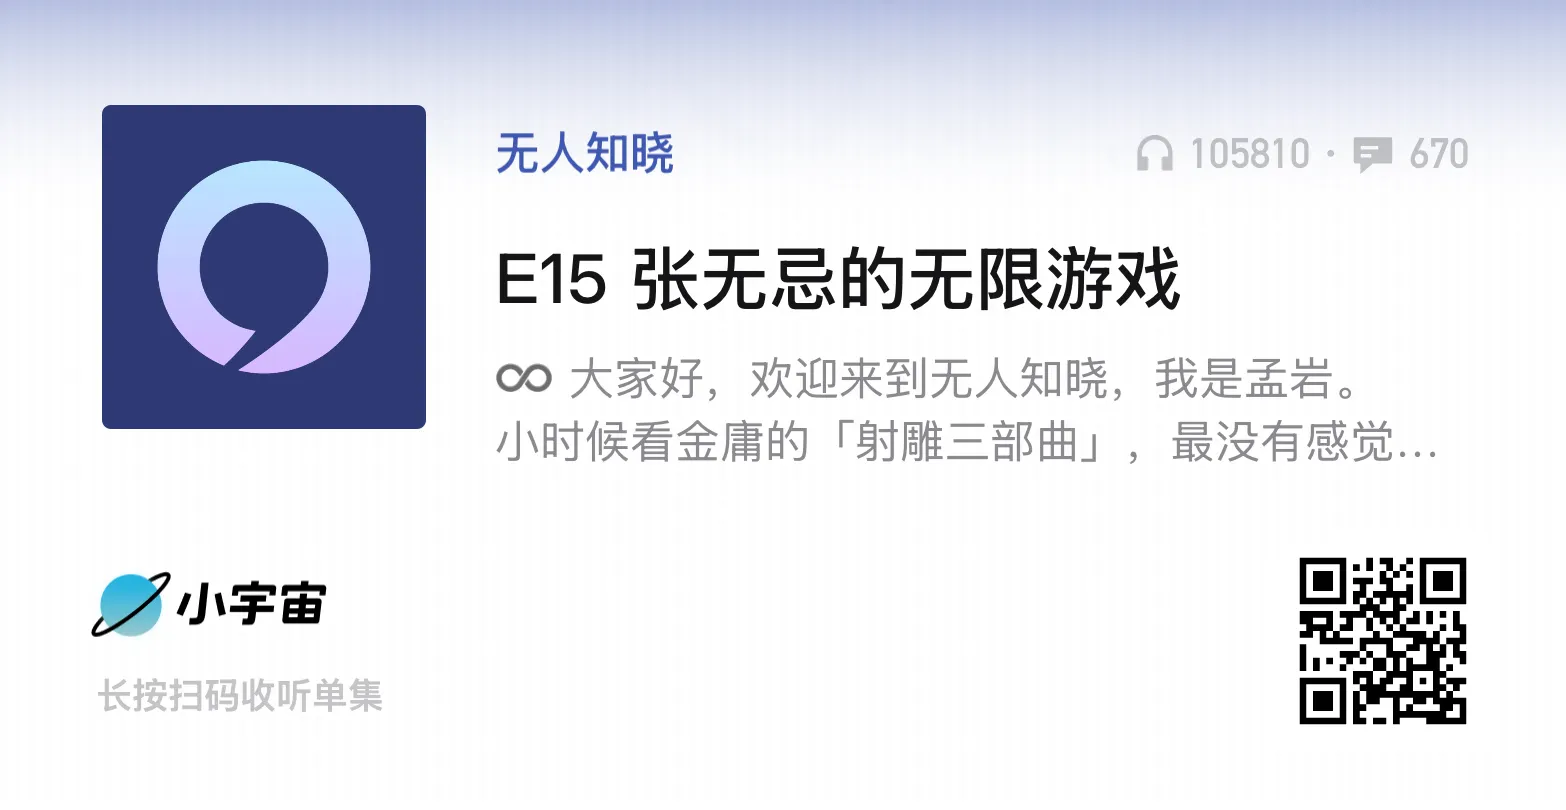 无人知晓
105810 · 670
E15 张无忌的无限游戏
∞ 大家好，欢迎来到无人知晓，我是孟岩。
小时候看金庸的「射雕三部曲」，最没有感觉…
小宇宙
长按扫码收听单集